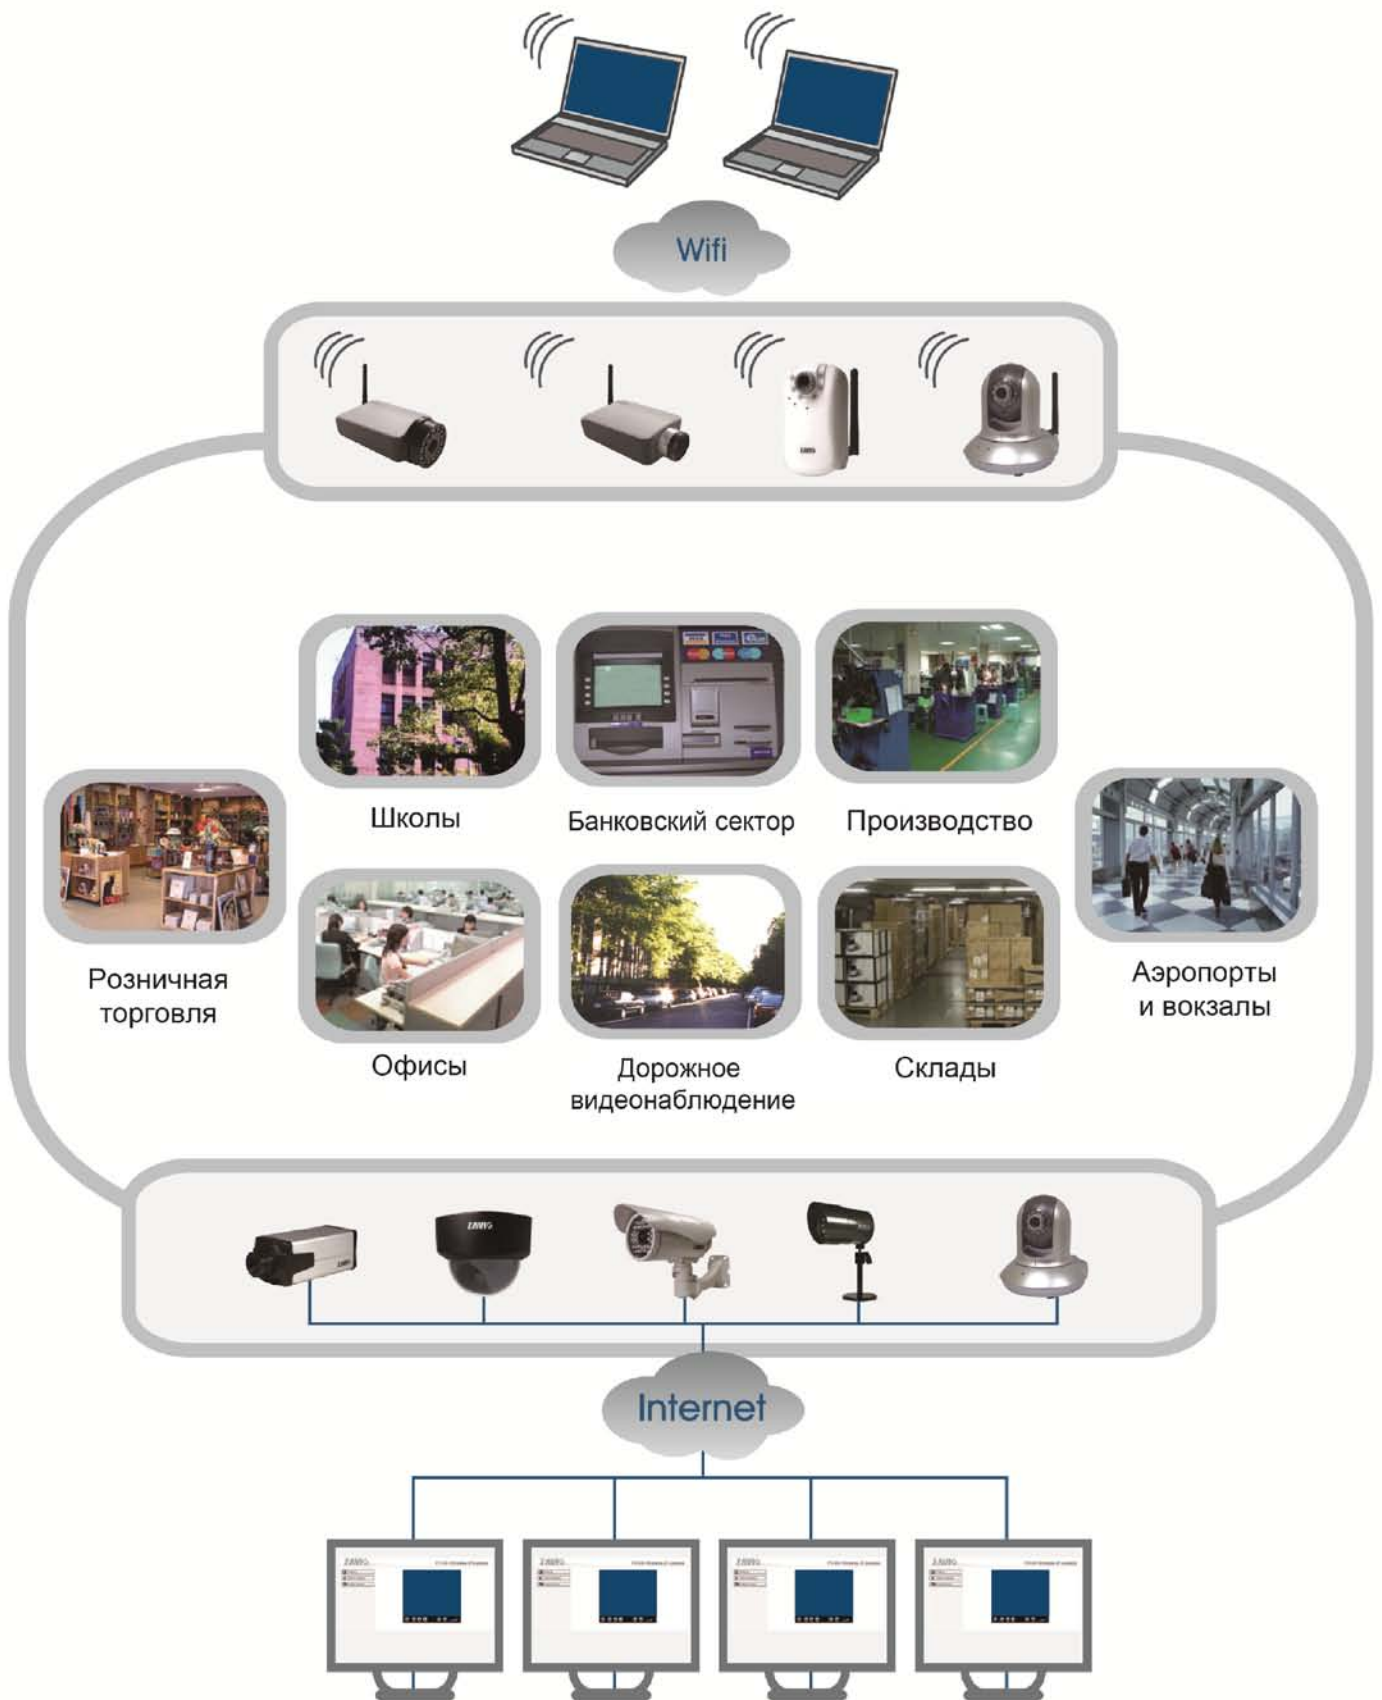 Wifi
Школы
Банковский сектор
Производство
Розничная
торговля
Аэропорты
и вокзалы
Офисы
Дорожное
видеонаблюдение
Склады
Internet